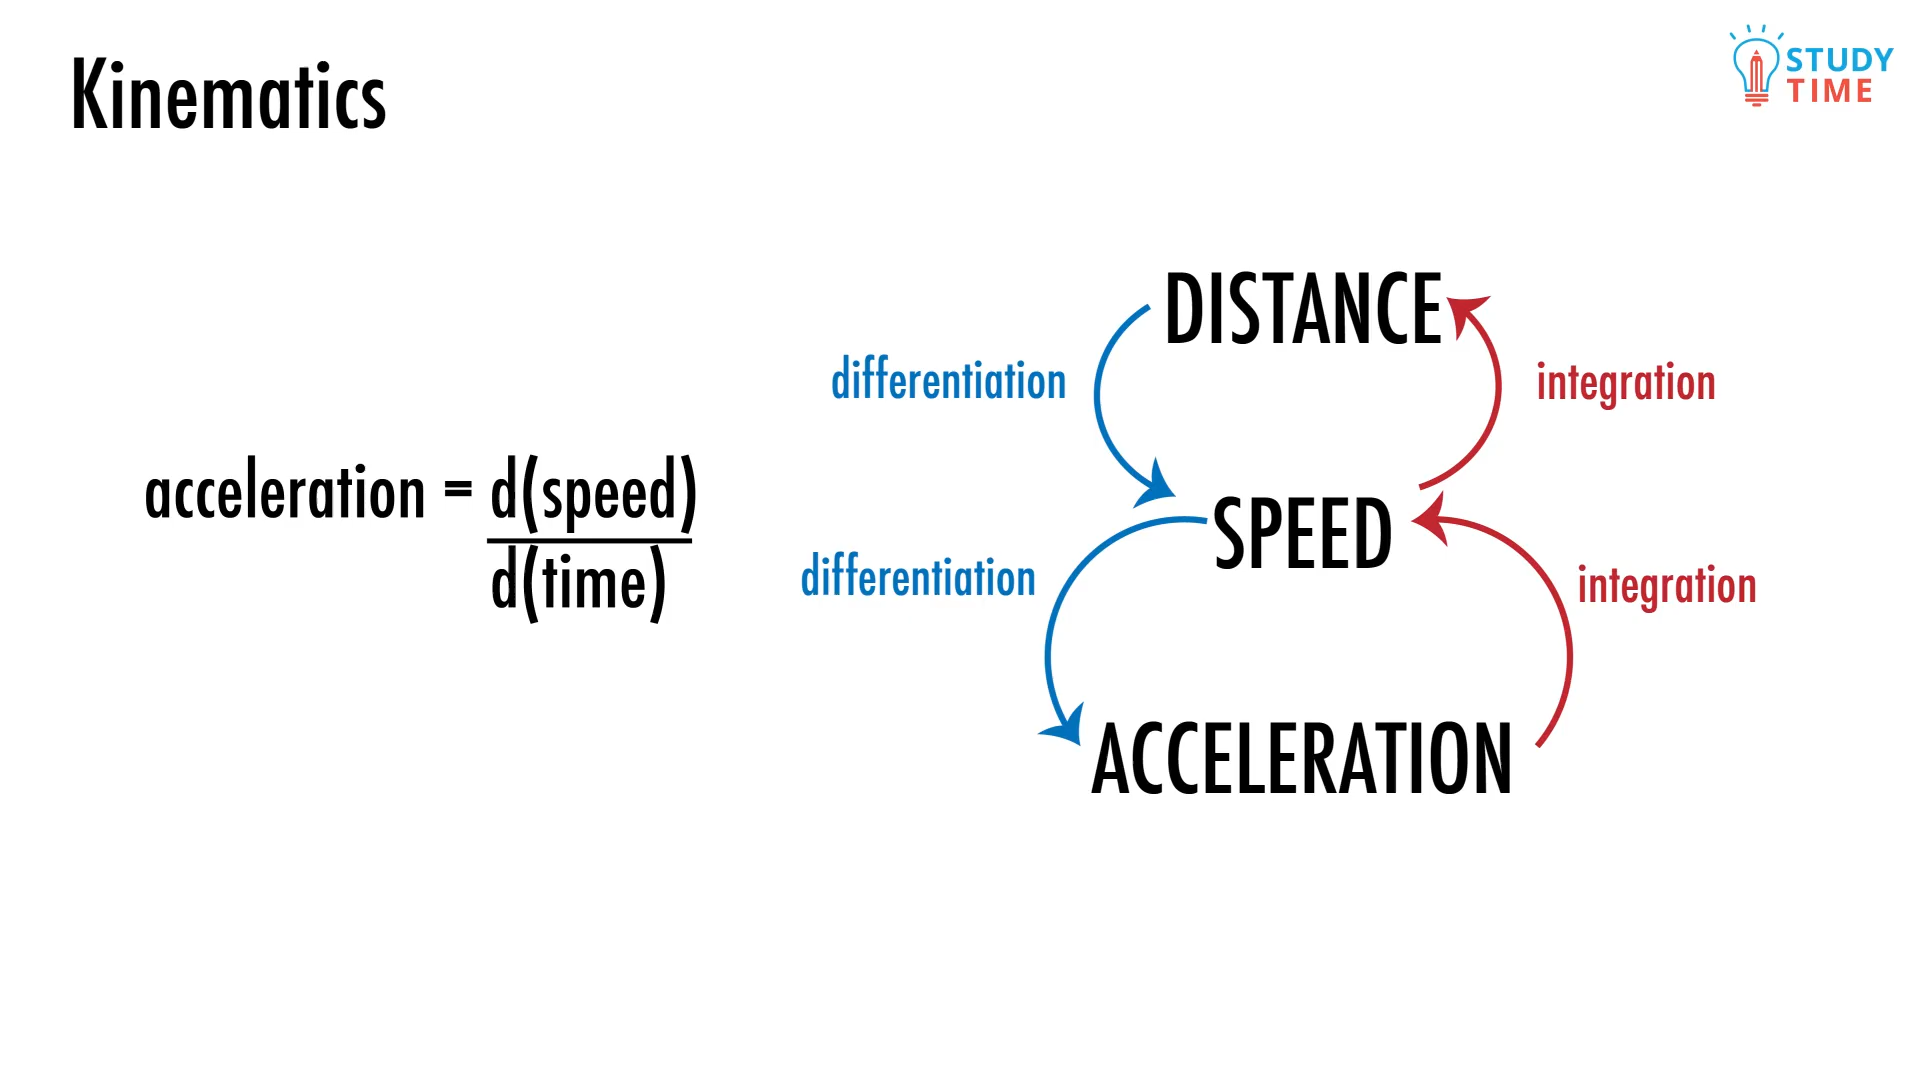 Kinematics
STUDY
TIME
DISTANCE
differentiation
integration
acceleration = d(speed)
d(time)
SPEED
differentiation
integration
ACCELERATION